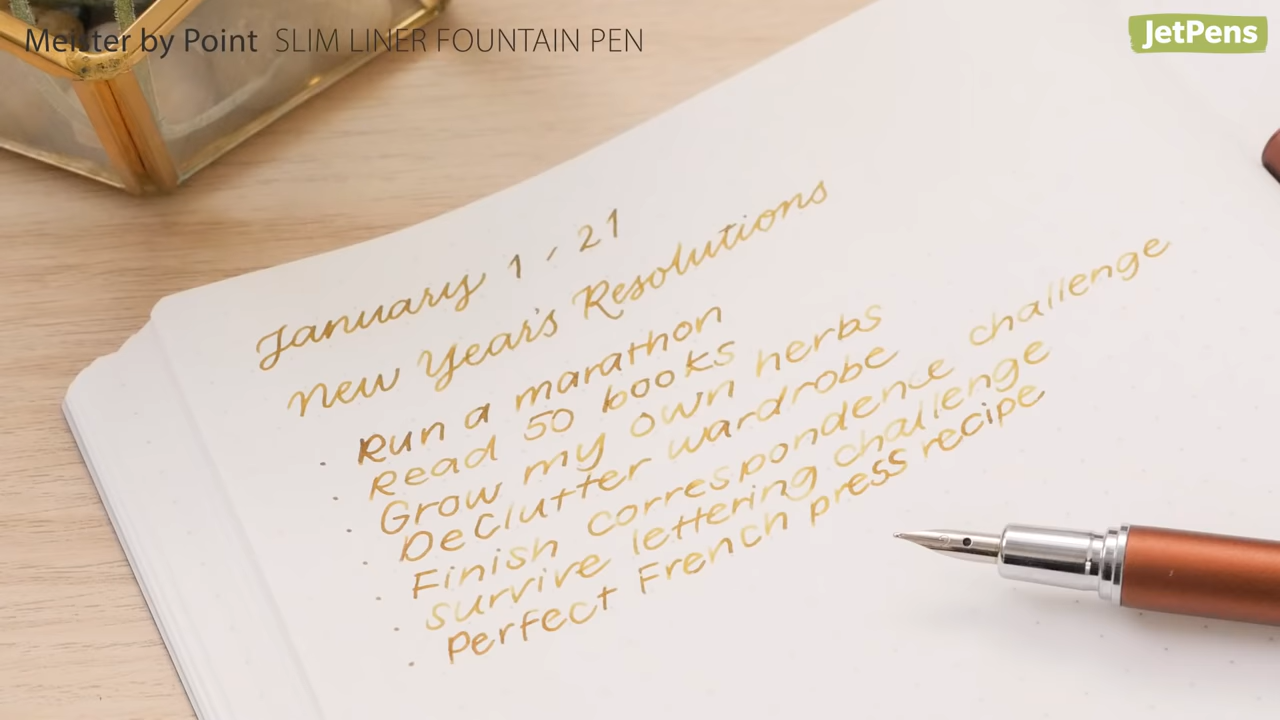 Meister by Point SLIM LINER FOUNTAIN PEN
JetPens
January 1, 21
New Year's Resolutions
Run a marathon
Read 50 books
Grow my own herbs
Declutter wardrobe
Finish correspondence challenge
Survive lettering challenge
Perfect French press recipe